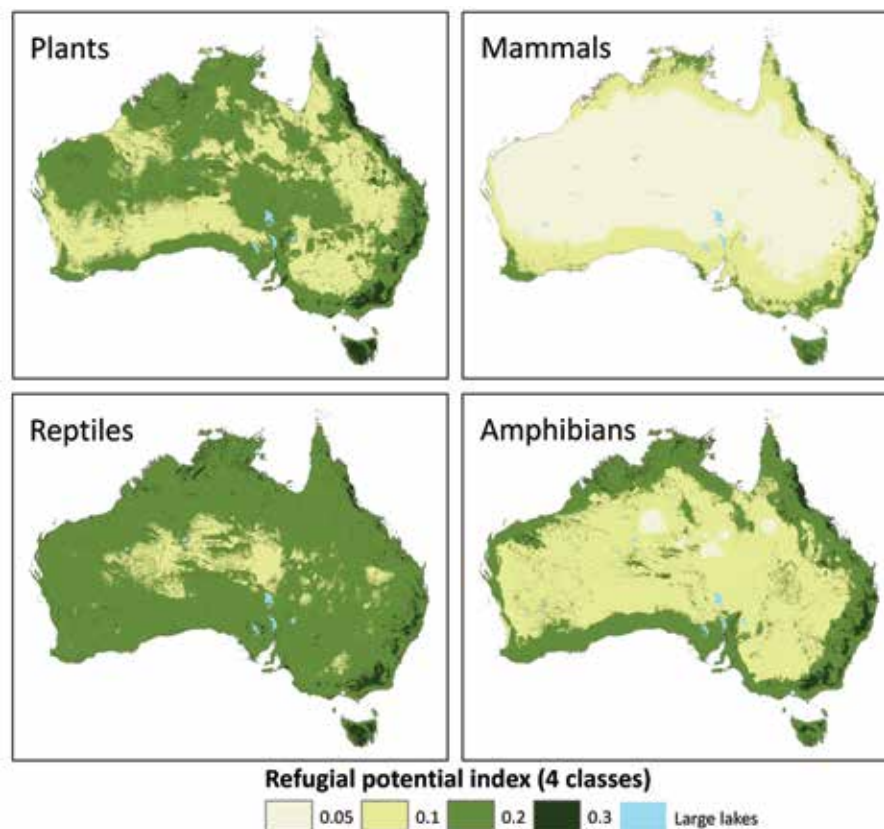 Plants
Mammals
Reptiles
Amphibians
Refugial potential index (4 classes)
0.05 0.1 0.2 0.3 Large lakes